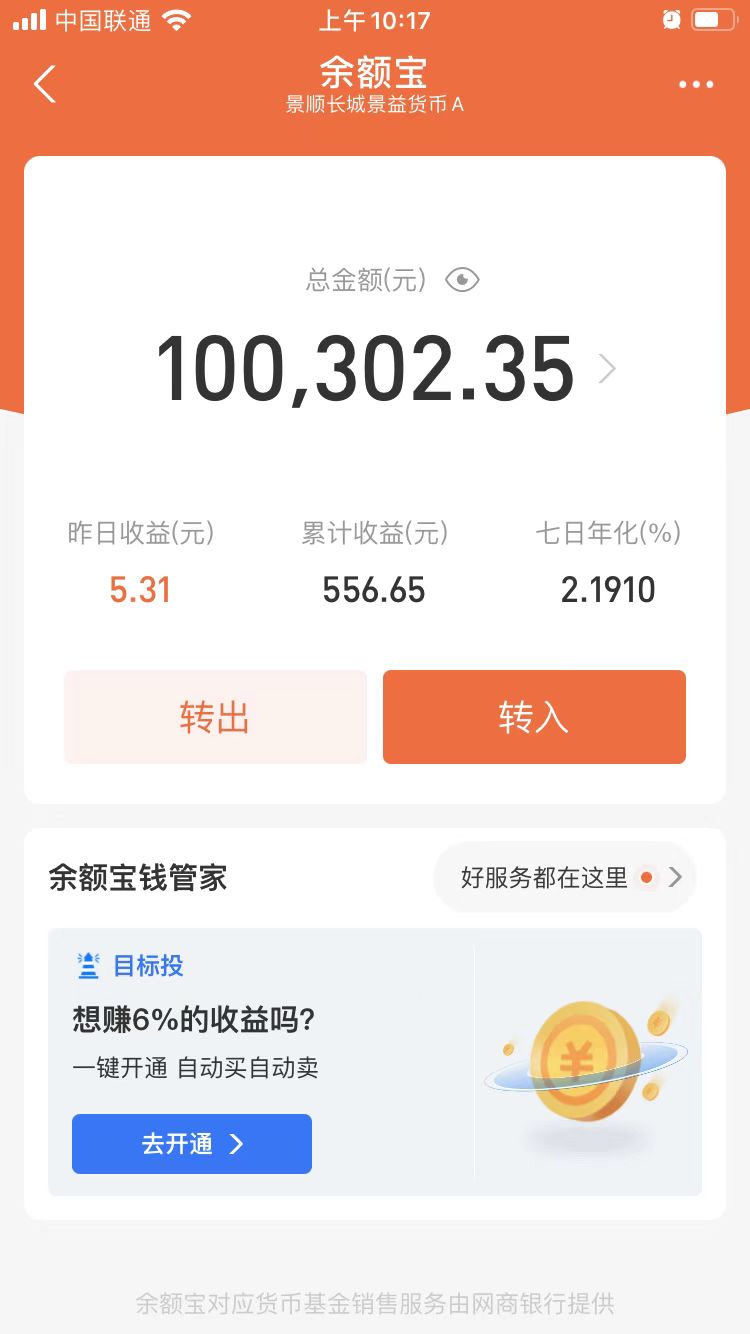 中国联通 上午10:17
余额宝
景顺长城景益货币A
总金额(元)
100,302.35
昨日收益(元) 累计收益(元) 七日年化(%)
5.31 556.65 2.1910
转出 转入
余额宝钱管家 好服务都在这里
目标投
想赚6%的收益吗?
一键开通 自动买自动卖
去开通
¥
余额宝对应货币基金销售服务由网商银行提供